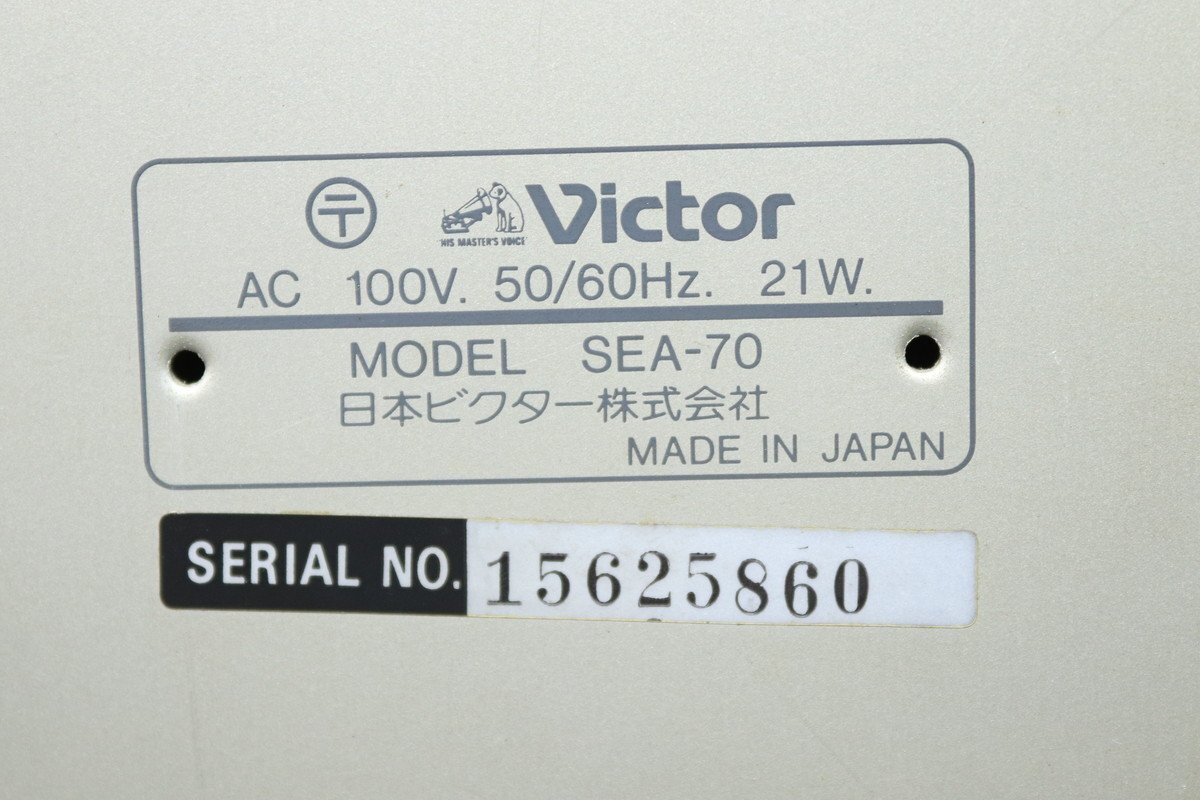 〒 HIS MASTER'S VOICE Victor
AC 100V. 50/60Hz. 21W.
MODEL SEA-70
日本ビクター株式会社
MADE IN JAPAN
SERIAL NO. 15625860